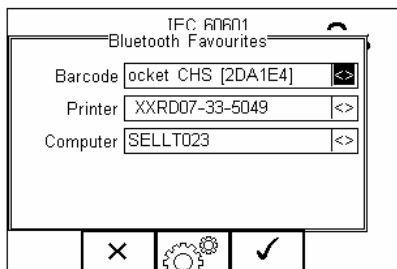 IEC 60601
Bluetooth Favourites
Barcode ocket CHS [2DA1E4] <>
Printer XXRD07-33-5049 <>
Computer SELLT023 <>